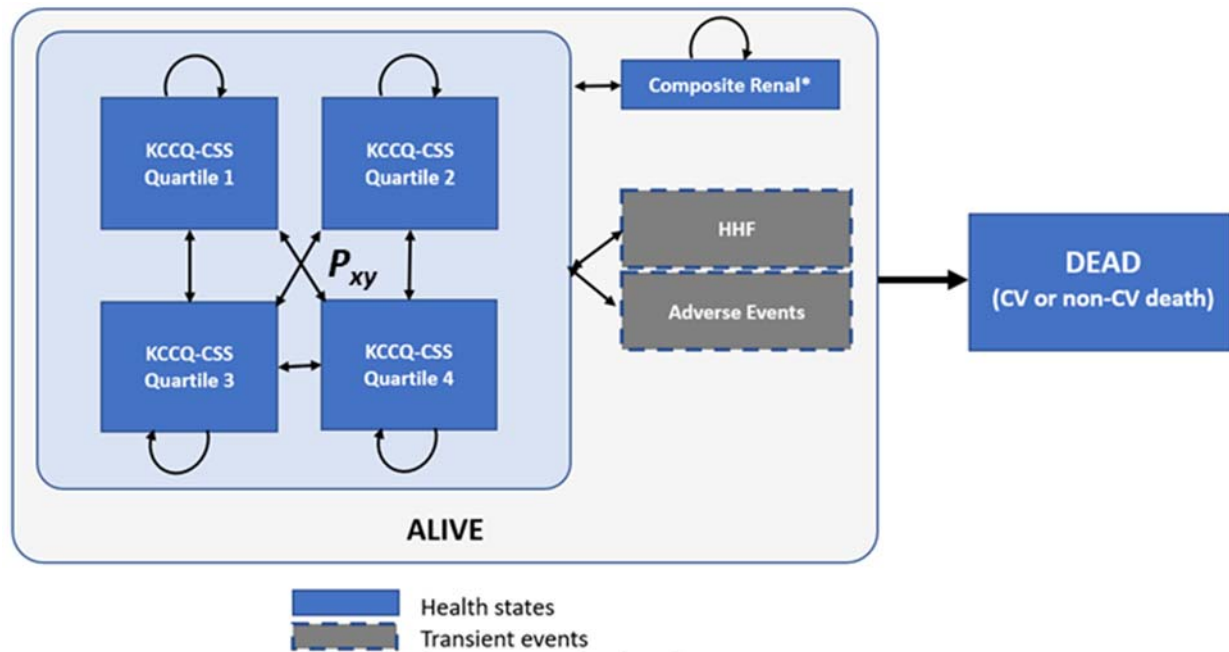 KCCQ-CSS
Quartile 1
KCCQ-CSS
Quartile 2
Composite Renal*
P xy
HHF
Adverse Events
KCCQ-CSS
Quartile 3
KCCQ-CSS
Quartile 4
ALIVE
DEAD
(CV or non-CV death)
Health states
Transient events